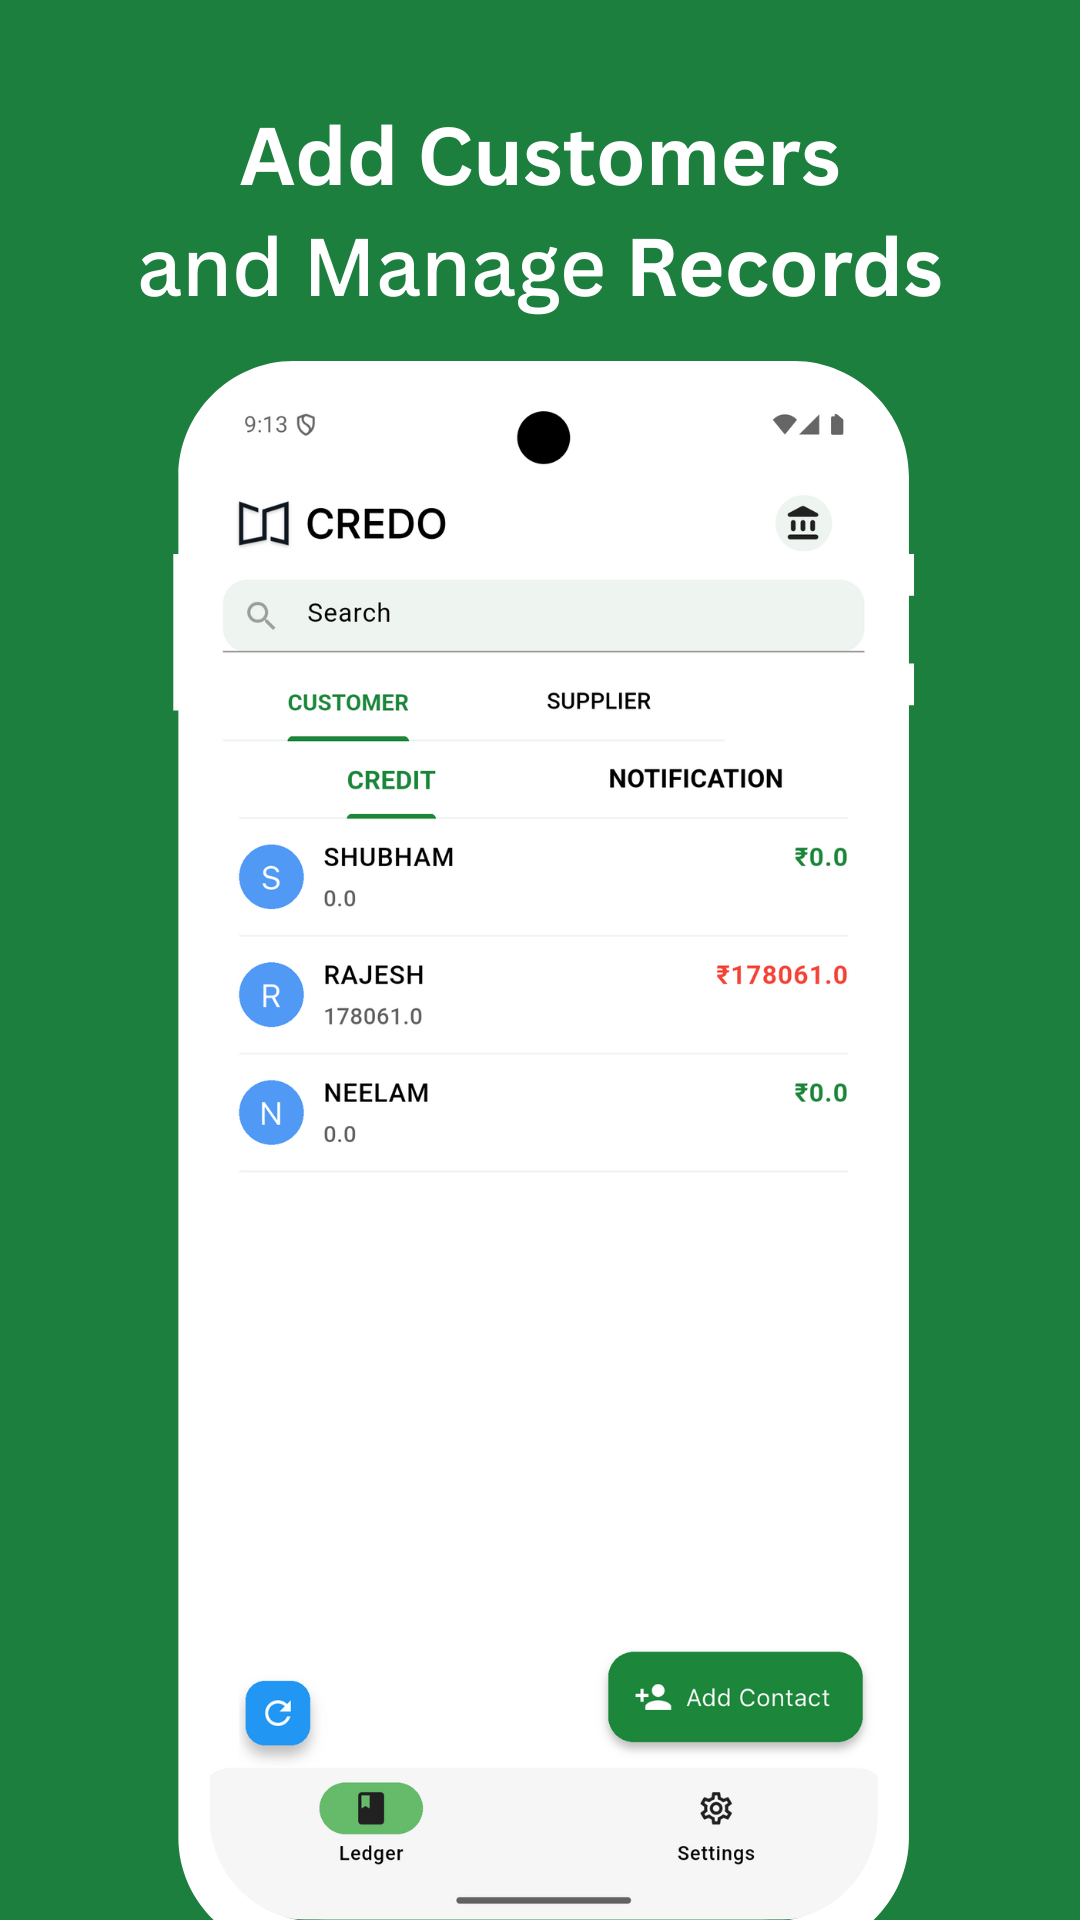 Add Customers
and Manage Records
9:13
CREDO
Search
CUSTOMER SUPPLIER
CREDIT NOTIFICATION
S SHUBHAM ₹0.0
0.0
R RAJESH ₹178061.0
178061.0
N NEELAM ₹0.0
0.0
Add Contact
Ledger Settings